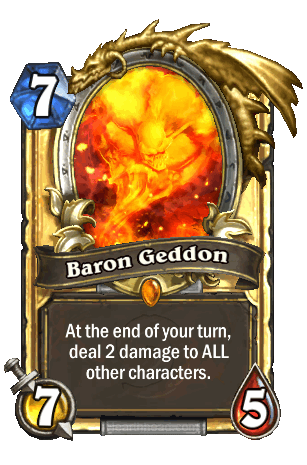 7
Baron Geddon
At the end of your turn,
deal 2 damage to ALL
other characters.
7
5